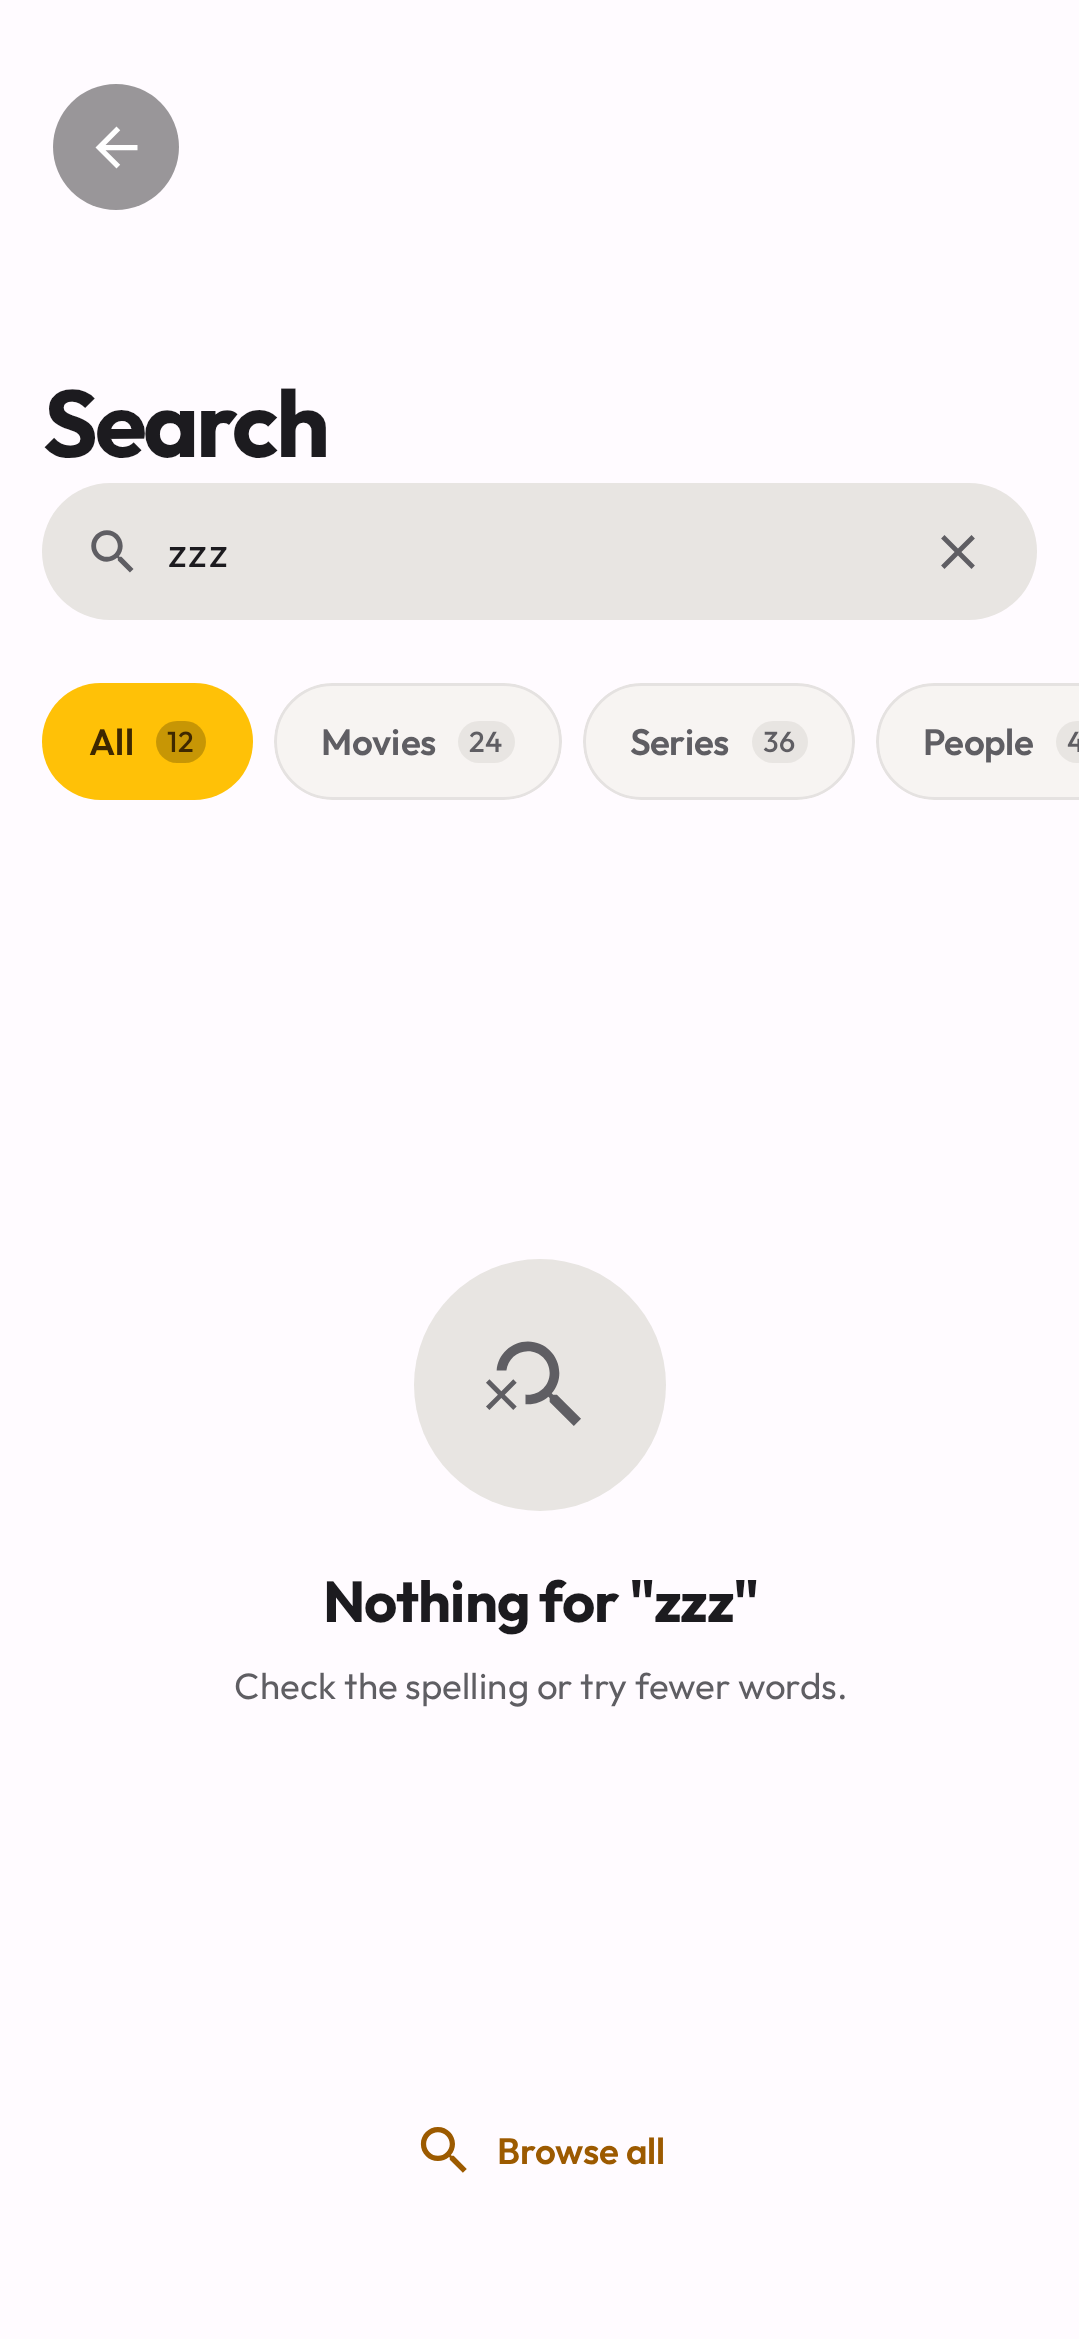 Search
zzz
All 12 Movies 24 Series 36 People
Nothing for "zzz"
Check the spelling or try fewer words.
Browse all